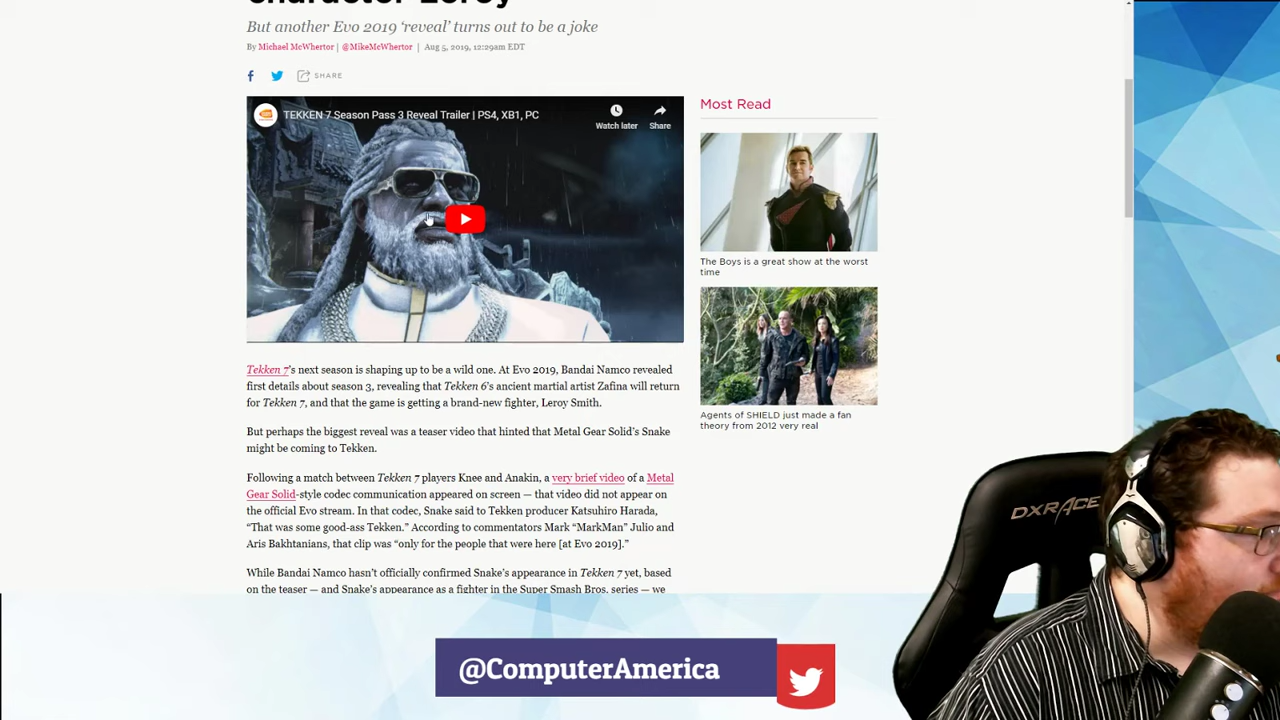 But another Evo 2019 ‘reveal’ turns out to be a joke
By Michael McWhertor | @MikeMcWhertor | Aug 5, 2019, 12:29am EDT
SHARE
TEKKEN 7 Season Pass 3 Reveal Trailer | PS4, XB1, PC
Watch later
Share
Tekken 7’s next season is shaping up to be a wild one. At Evo 2019, Bandai Namco revealed
first details about season 3, revealing that Tekken 6’s ancient martial artist Zafina will return
for Tekken 7, and that the game is getting a brand-new fighter, Leroy Smith.
But perhaps the biggest reveal was a teaser video that hinted that Metal Gear Solid’s Snake
might be coming to Tekken.
Following a match between Tekken 7 players Knee and Anakin, a very brief video of a Metal
Gear Solid-style codec communication appeared on screen — that video did not appear on
the official Evo stream. In that codec, Snake said to Tekken producer Katsuhiro Harada,
“That was some good-ass Tekken.” According to commentators Mark “MarkMan” Julio and
Aris Bakhtanians, that clip was “only for the people that were here [at Evo 2019].”
While Bandai Namco hasn’t officially confirmed Snake’s appearance in Tekken 7 yet, based
on the teaser — and Snake’s appearance as a fighter in the Super Smash Bros. series — we
Most Read
The Boys is a great show at the worst
time
Agents of SHIELD just made a fan
theory from 2012 very real
DXRACE
@ComputerAmerica